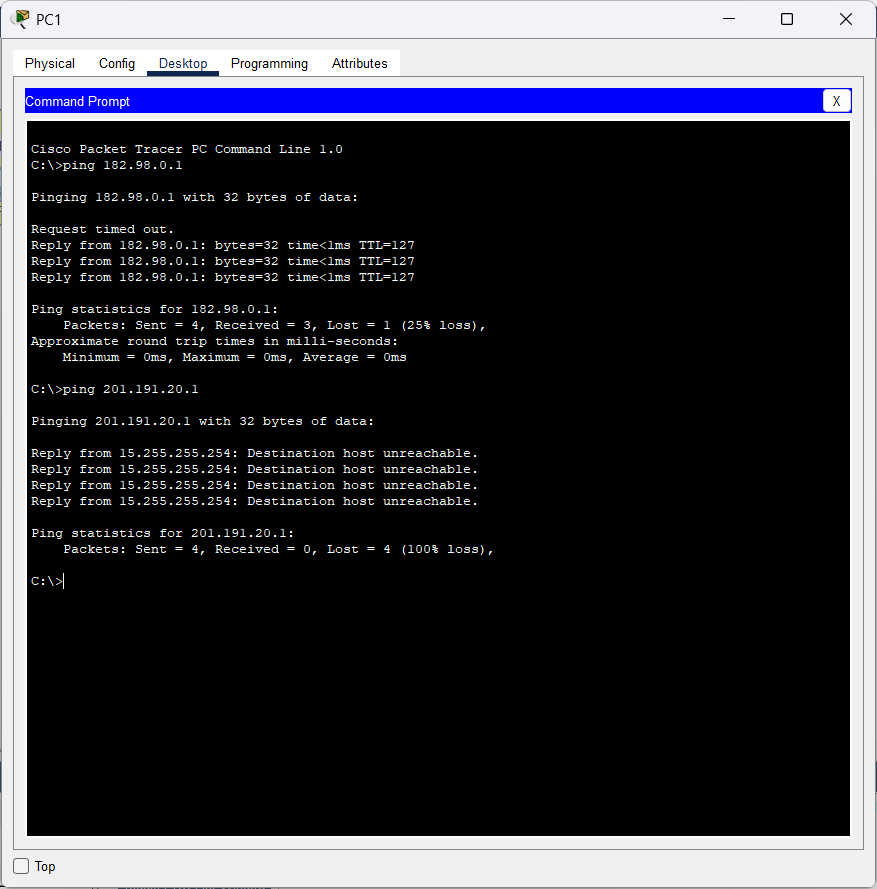 PC1
Physical Config Desktop Programming Attributes
Command Prompt
X
Cisco Packet Tracer PC Command Line 1.0
C:\>ping 182.98.0.1
Pinging 182.98.0.1 with 32 bytes of data:
Request timed out.
Reply from 182.98.0.1: bytes=32 time<1ms TTL=127
Reply from 182.98.0.1: bytes=32 time<1ms TTL=127
Reply from 182.98.0.1: bytes=32 time<1ms TTL=127
Ping statistics for 182.98.0.1:
Packets: Sent = 4, Received = 3, Lost = 1 (25% loss),
Approximate round trip times in milli-seconds:
Minimum = 0ms, Maximum = 0ms, Average = 0ms
C:\>ping 201.191.20.1
Pinging 201.191.20.1 with 32 bytes of data:
Reply from 15.255.255.254: Destination host unreachable.
Reply from 15.255.255.254: Destination host unreachable.
Reply from 15.255.255.254: Destination host unreachable.
Reply from 15.255.255.254: Destination host unreachable.
Ping statistics for 201.191.20.1:
Packets: Sent = 4, Received = 0, Lost = 4 (100% loss),
C:\>
Top